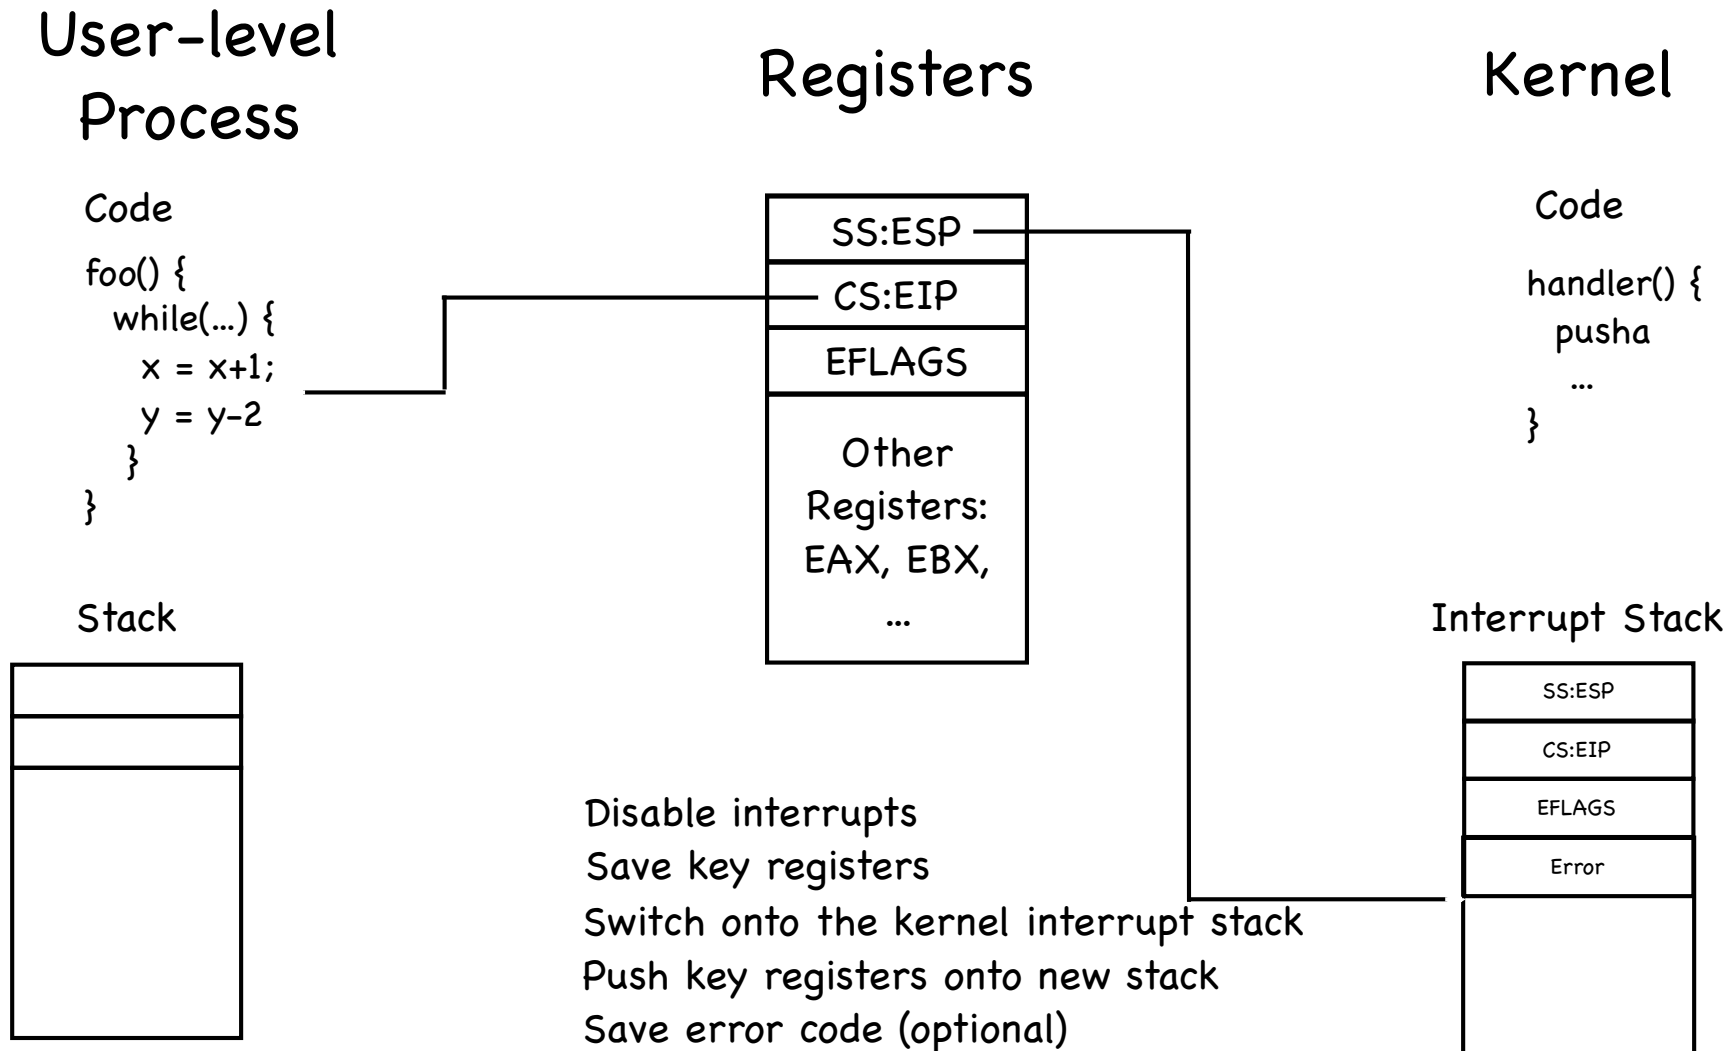 User-level
Process
Code
foo() {
while(...) {
x = x+1;
y = y-2
}
}
Stack
Registers
SS:ESP
CS:EIP
EFLAGS
Other
Registers:
EAX, EBX,
...
Disable interrupts
Save key registers
Switch onto the kernel interrupt stack
Push key registers onto new stack
Save error code (optional)
Kernel
Code
handler() {
pusha
...
}
Interrupt Stack
SS:ESP
CS:EIP
EFLAGS
Error